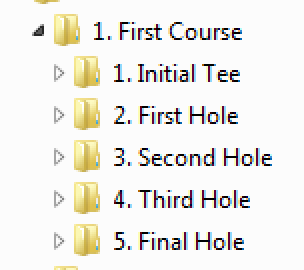 1. First Course
1. Initial Tee
2. First Hole
3. Second Hole
4. Third Hole
5. Final Hole